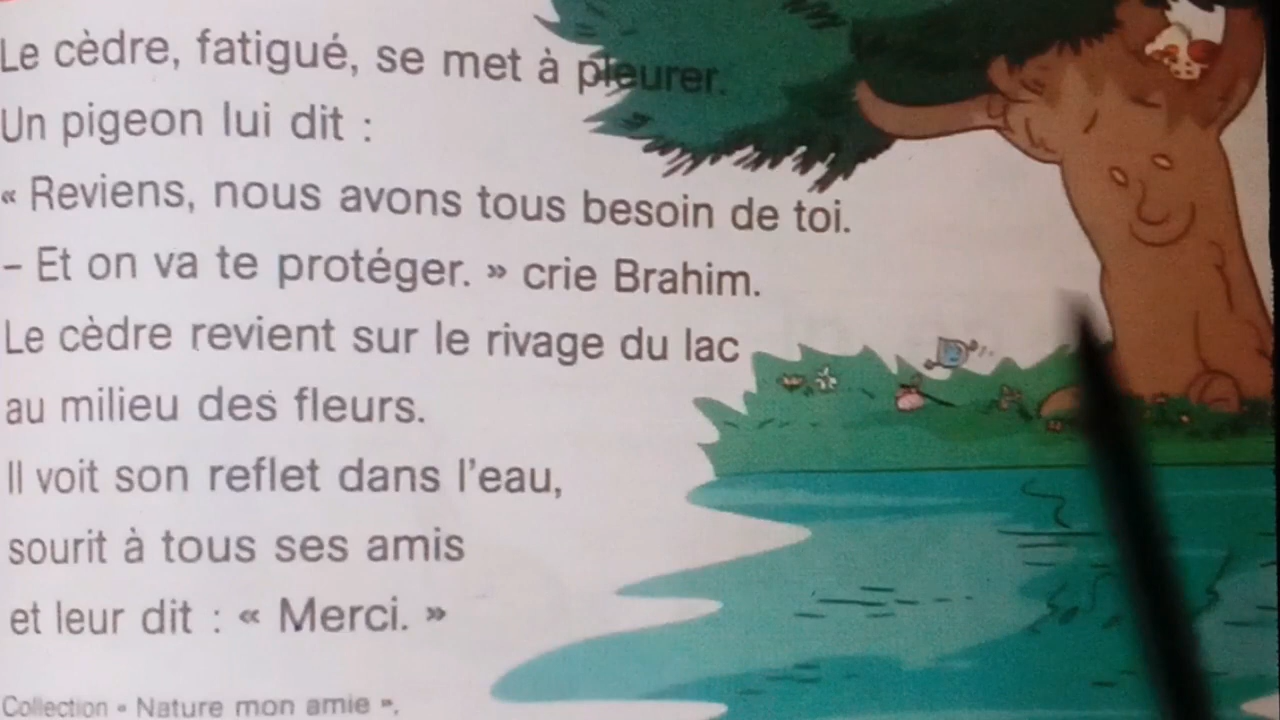 Le cèdre, fatigué, se met à pleurer.
Un pigeon lui dit :
« Reviens, nous avons tous besoin de toi.
– Et on va te protéger. » crie Brahim.
Le cèdre revient sur le rivage du lac
au milieu des fleurs.
Il voit son reflet dans l'eau,
sourit à tous ses amis
et leur dit : « Merci. »
Collection « Nature mon amie »,